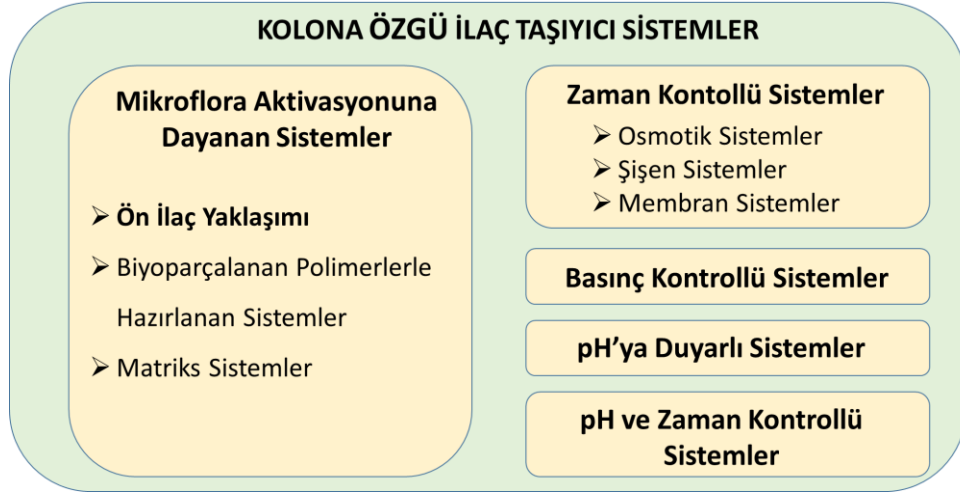 KOLONA ÖZGÜ İLAÇ TAŞIYICI SİSTEMLER
Mikroflora Aktivasyonuna
Dayanan Sistemler
➢ Ön İlaç Yaklaşımı
➢ Biyoparçalanan Polimerlerle
Hazırlanan Sistemler
➢ Matriks Sistemler
Zaman Kontollü Sistemler
➢ Osmotik Sistemler
➢ Şişen Sistemler
➢ Membran Sistemler
Basınç Kontrollü Sistemler
pH’ya Duyarlı Sistemler
pH ve Zaman Kontrollü
Sistemler